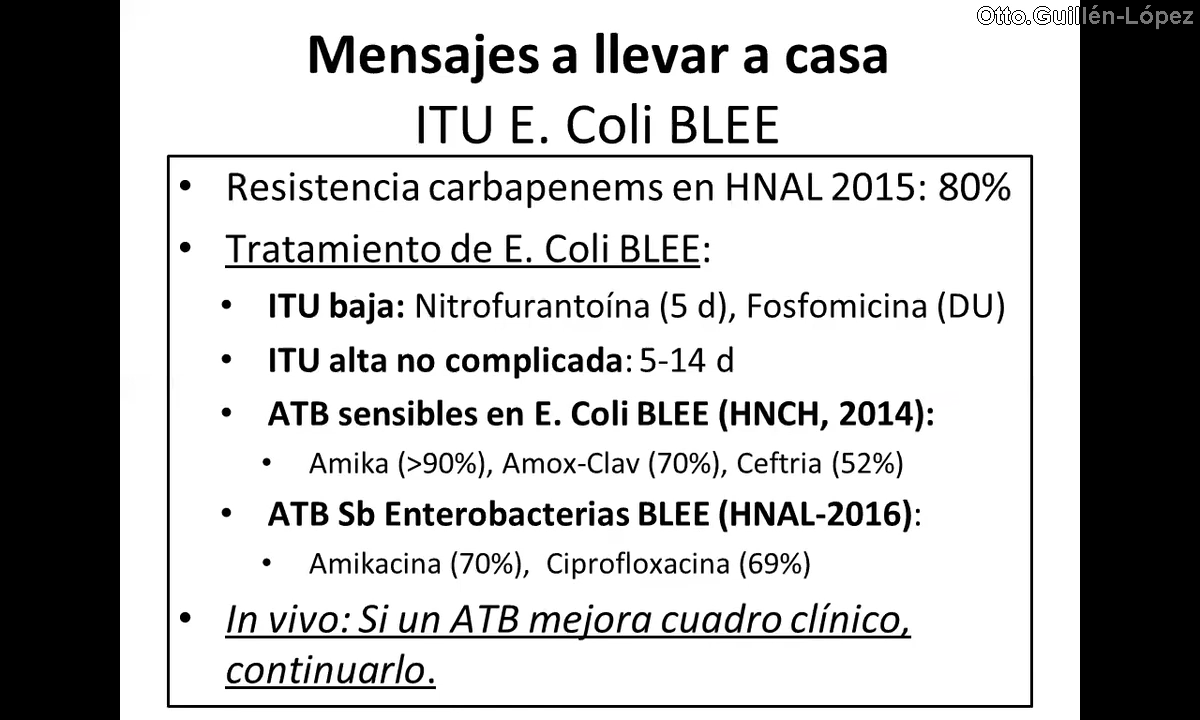 Otto.Guillén-López
Mensajes a llevar a casa
ITU E. Coli BLEE
• Resistencia carbapenems en HNAL 2015: 80%
• Tratamiento de E. Coli BLEE:
• ITU baja: Nitrofurantoína (5 d), Fosfomicina (DU)
• ITU alta no complicada: 5-14 d
• ATB sensibles en E. Coli BLEE (HNCH, 2014):
• Amika (>90%), Amox-Clav (70%), Ceftria (52%)
• ATB Sb Enterobacterias BLEE (HNAL-2016):
• Amikacina (70%), Ciprofloxacina (69%)
• In vivo: Si un ATB mejora cuadro clínico,
continuarlo.